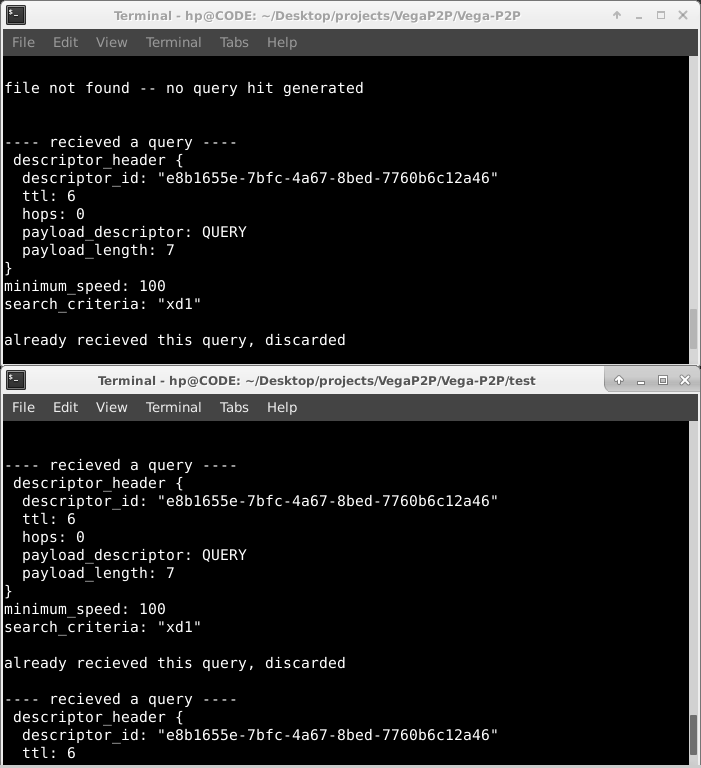 Terminal - hp@CODE: ~/Desktop/projects/VegaP2P/Vega-P2P
File Edit View Terminal Tabs Help
file not found -- no query hit generated
---- recieved a query ----
descriptor_header {
descriptor_id: "e8b1655e-7bfc-4a67-8bed-7760b6c12a46"
ttl: 6
hops: 0
payload_descriptor: QUERY
payload_length: 7
}
minimum_speed: 100
search_criteria: "xd1"
already recieved this query, discarded
Terminal - hp@CODE: ~/Desktop/projects/VegaP2P/Vega-P2P/test
File Edit View Terminal Tabs Help
---- recieved a query ----
descriptor_header {
descriptor_id: "e8b1655e-7bfc-4a67-8bed-7760b6c12a46"
ttl: 6
hops: 0
payload_descriptor: QUERY
payload_length: 7
}
minimum_speed: 100
search_criteria: "xd1"
already recieved this query, discarded
---- recieved a query ----
descriptor_header {
descriptor_id: "e8b1655e-7bfc-4a67-8bed-7760b6c12a46"
ttl: 6